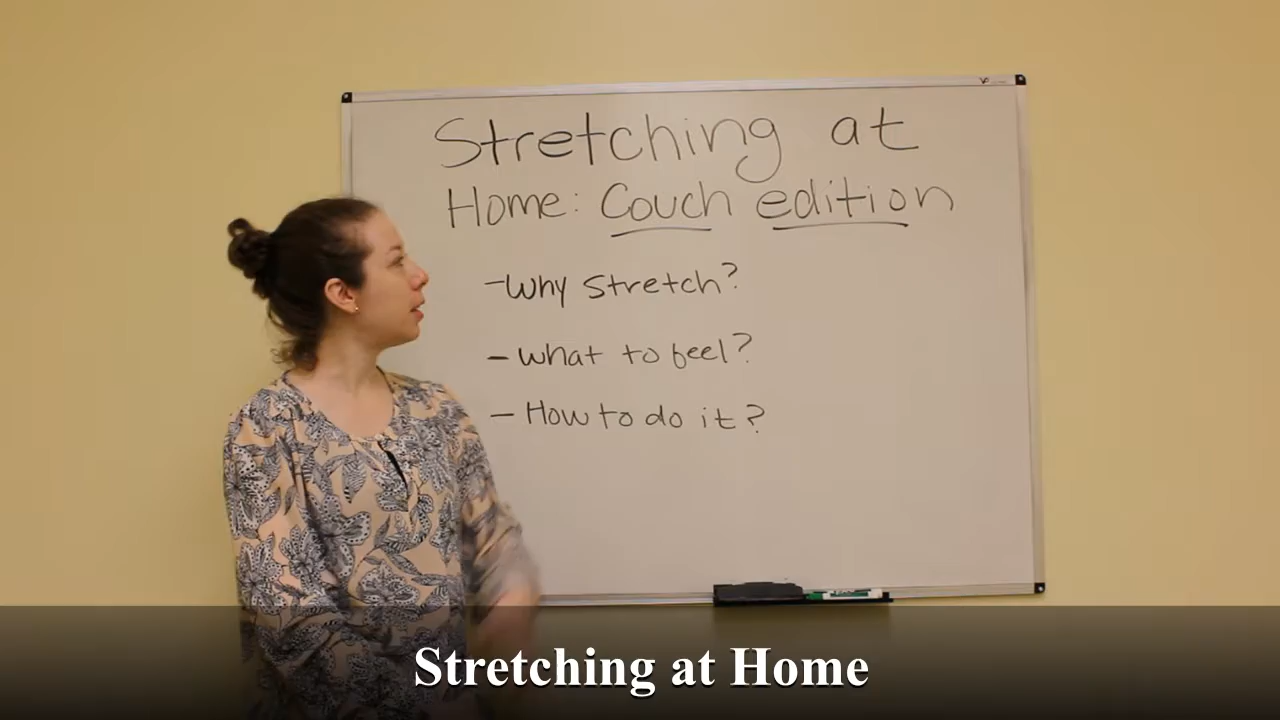 Stretching at
Home: Couch edition
- Why stretch?
- What to feel?
- How to do it?
Stretching at Home